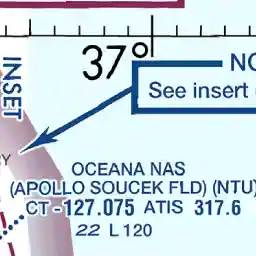 37°
NO
See insert
INSET
RY
OCEANA NAS
(APOLLO SOUCEK FLD) (NTU)
CT - 127.075 ATIS 317.6
22 L 120